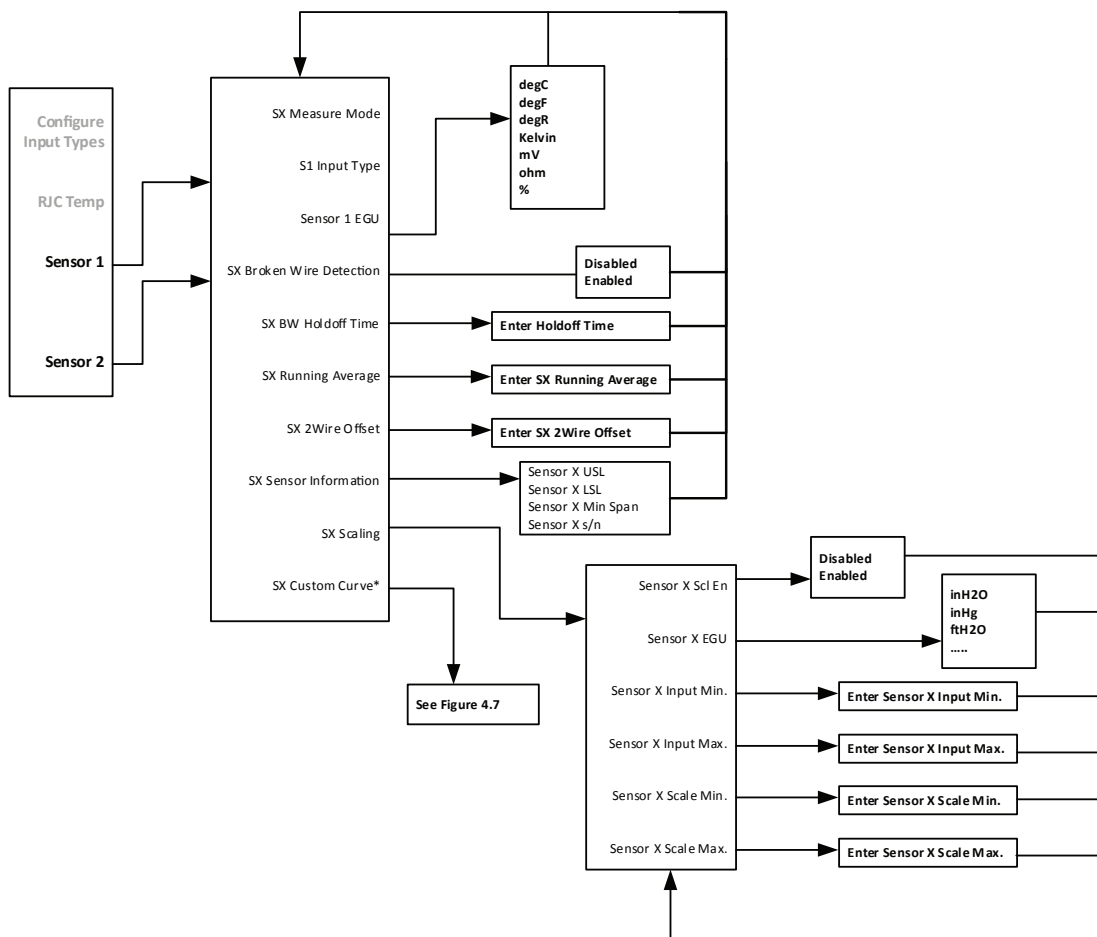 Configure
Input Types
RJC Temp
Sensor 1
Sensor 2
SX Measure Mode
S1 Input Type
Sensor 1 EGU
SX Broken Wire Detection
SX BW Holdoff Time
SX Running Average
SX 2Wire Offset
SX Sensor Information
SX Scaling
SX Custom Curve*
degC
degF
degR
Kelvin
mV
ohm
%
Disabled
Enabled
Enter Holdoff Time
Enter SX Running Average
Enter SX 2Wire Offset
Sensor X USL
Sensor X LSL
Sensor X Min Span
Sensor X s/n
See Figure 4.7
Sensor X Scl En
Sensor X EGU
Sensor X Input Min.
Sensor X Input Max.
Sensor X Scale Min.
Sensor X Scale Max.
Disabled
Enabled
inH2O
inHg
ftH2O
.....
Enter Sensor X Input Min.
Enter Sensor X Input Max.
Enter Sensor X Scale Min.
Enter Sensor X Scale Max.